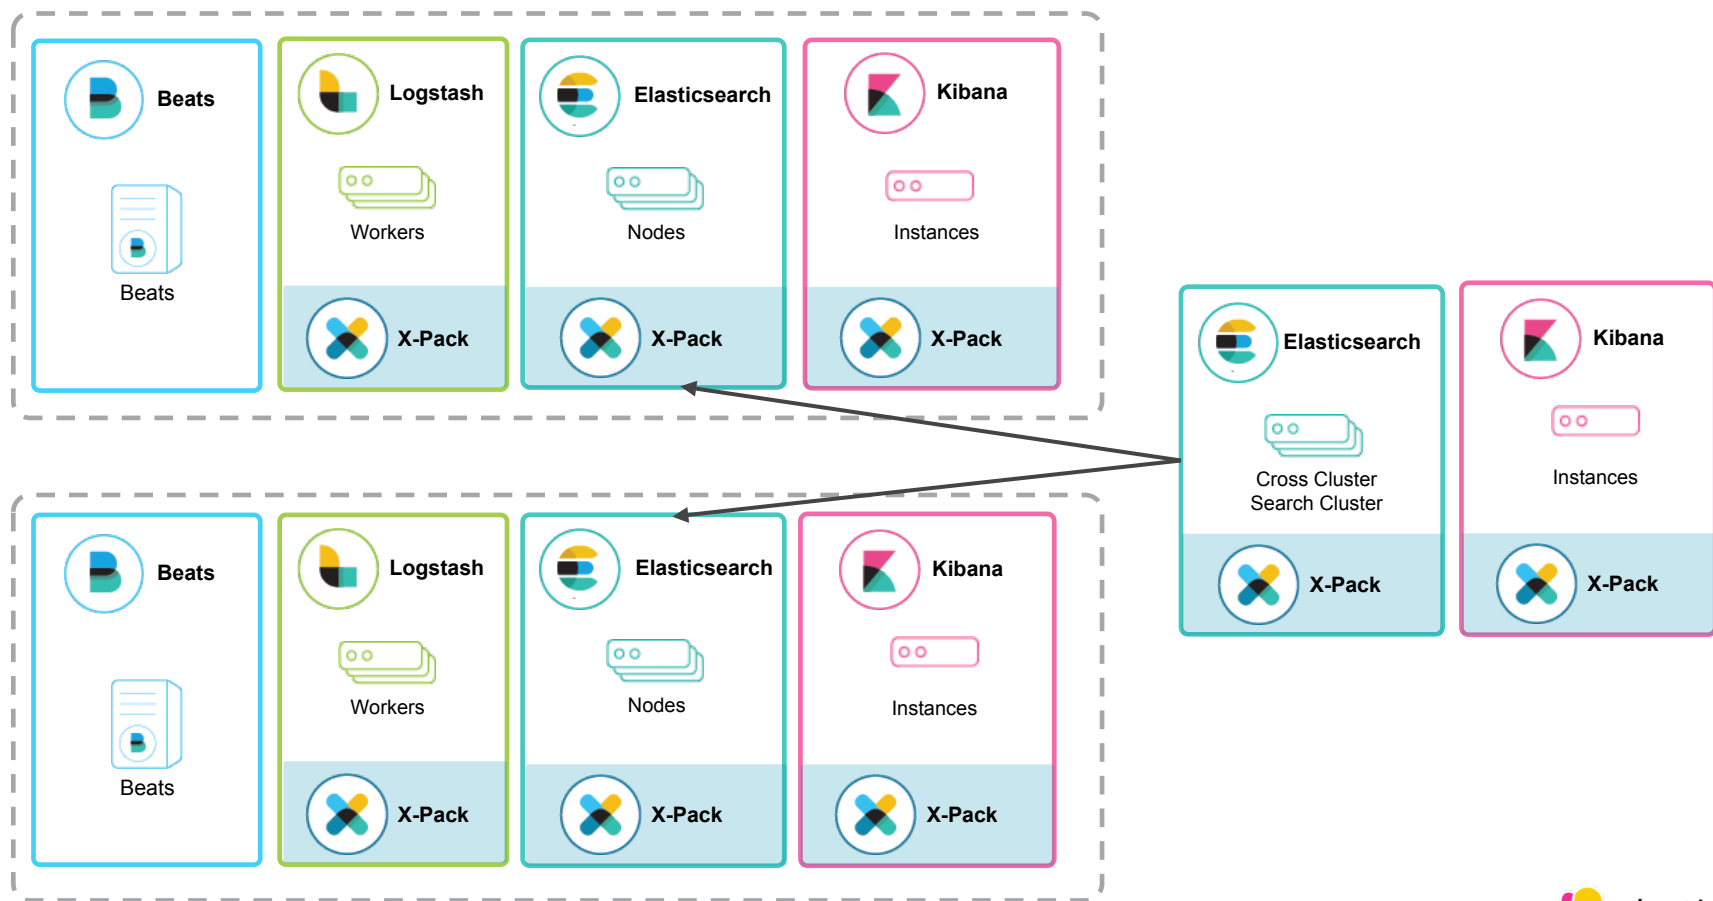 Beats
Logstash
Elasticsearch
Kibana
Workers
Nodes
Instances
Beats
X-Pack
X-Pack
X-Pack
Elasticsearch
Kibana
Cross Cluster
Search Cluster
Instances
X-Pack
X-Pack
Beats
Logstash
Elasticsearch
Kibana
Workers
Nodes
Instances
Beats
X-Pack
X-Pack
X-Pack